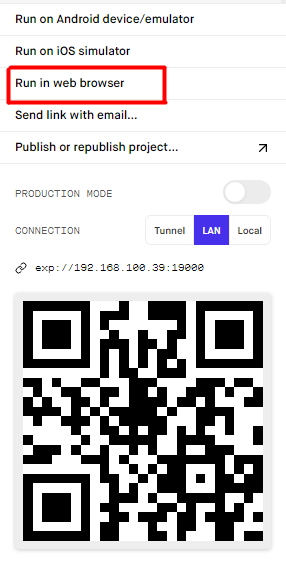 Run on Android device/emulator
Run on iOS simulator
Run in web browser
Send link with email...
Publish or republish project...
PRODUCTION MODE
CONNECTION Tunnel LAN Local
exp://192.168.100.39:19000